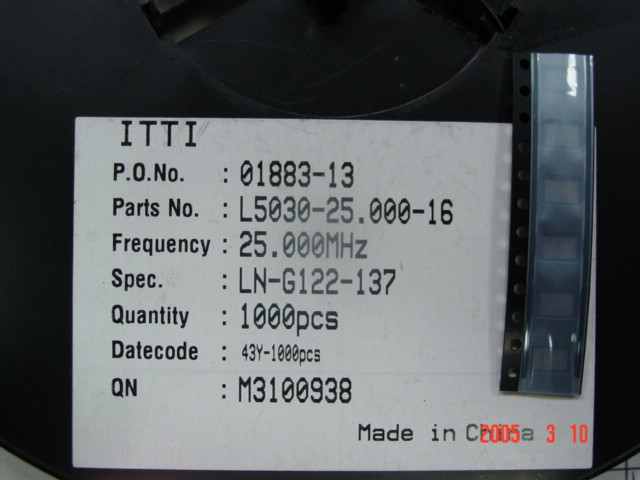 ITTI
P.O.No. : 01883-13
Parts No. : L5030-25.000-16
Frequency : 25.000MHz
Spec. : LN-G122-137
Quantity : 1000pcs
Datecode : 43Y-1000pcs
QN : M3100938
Made in China
2005 3 10